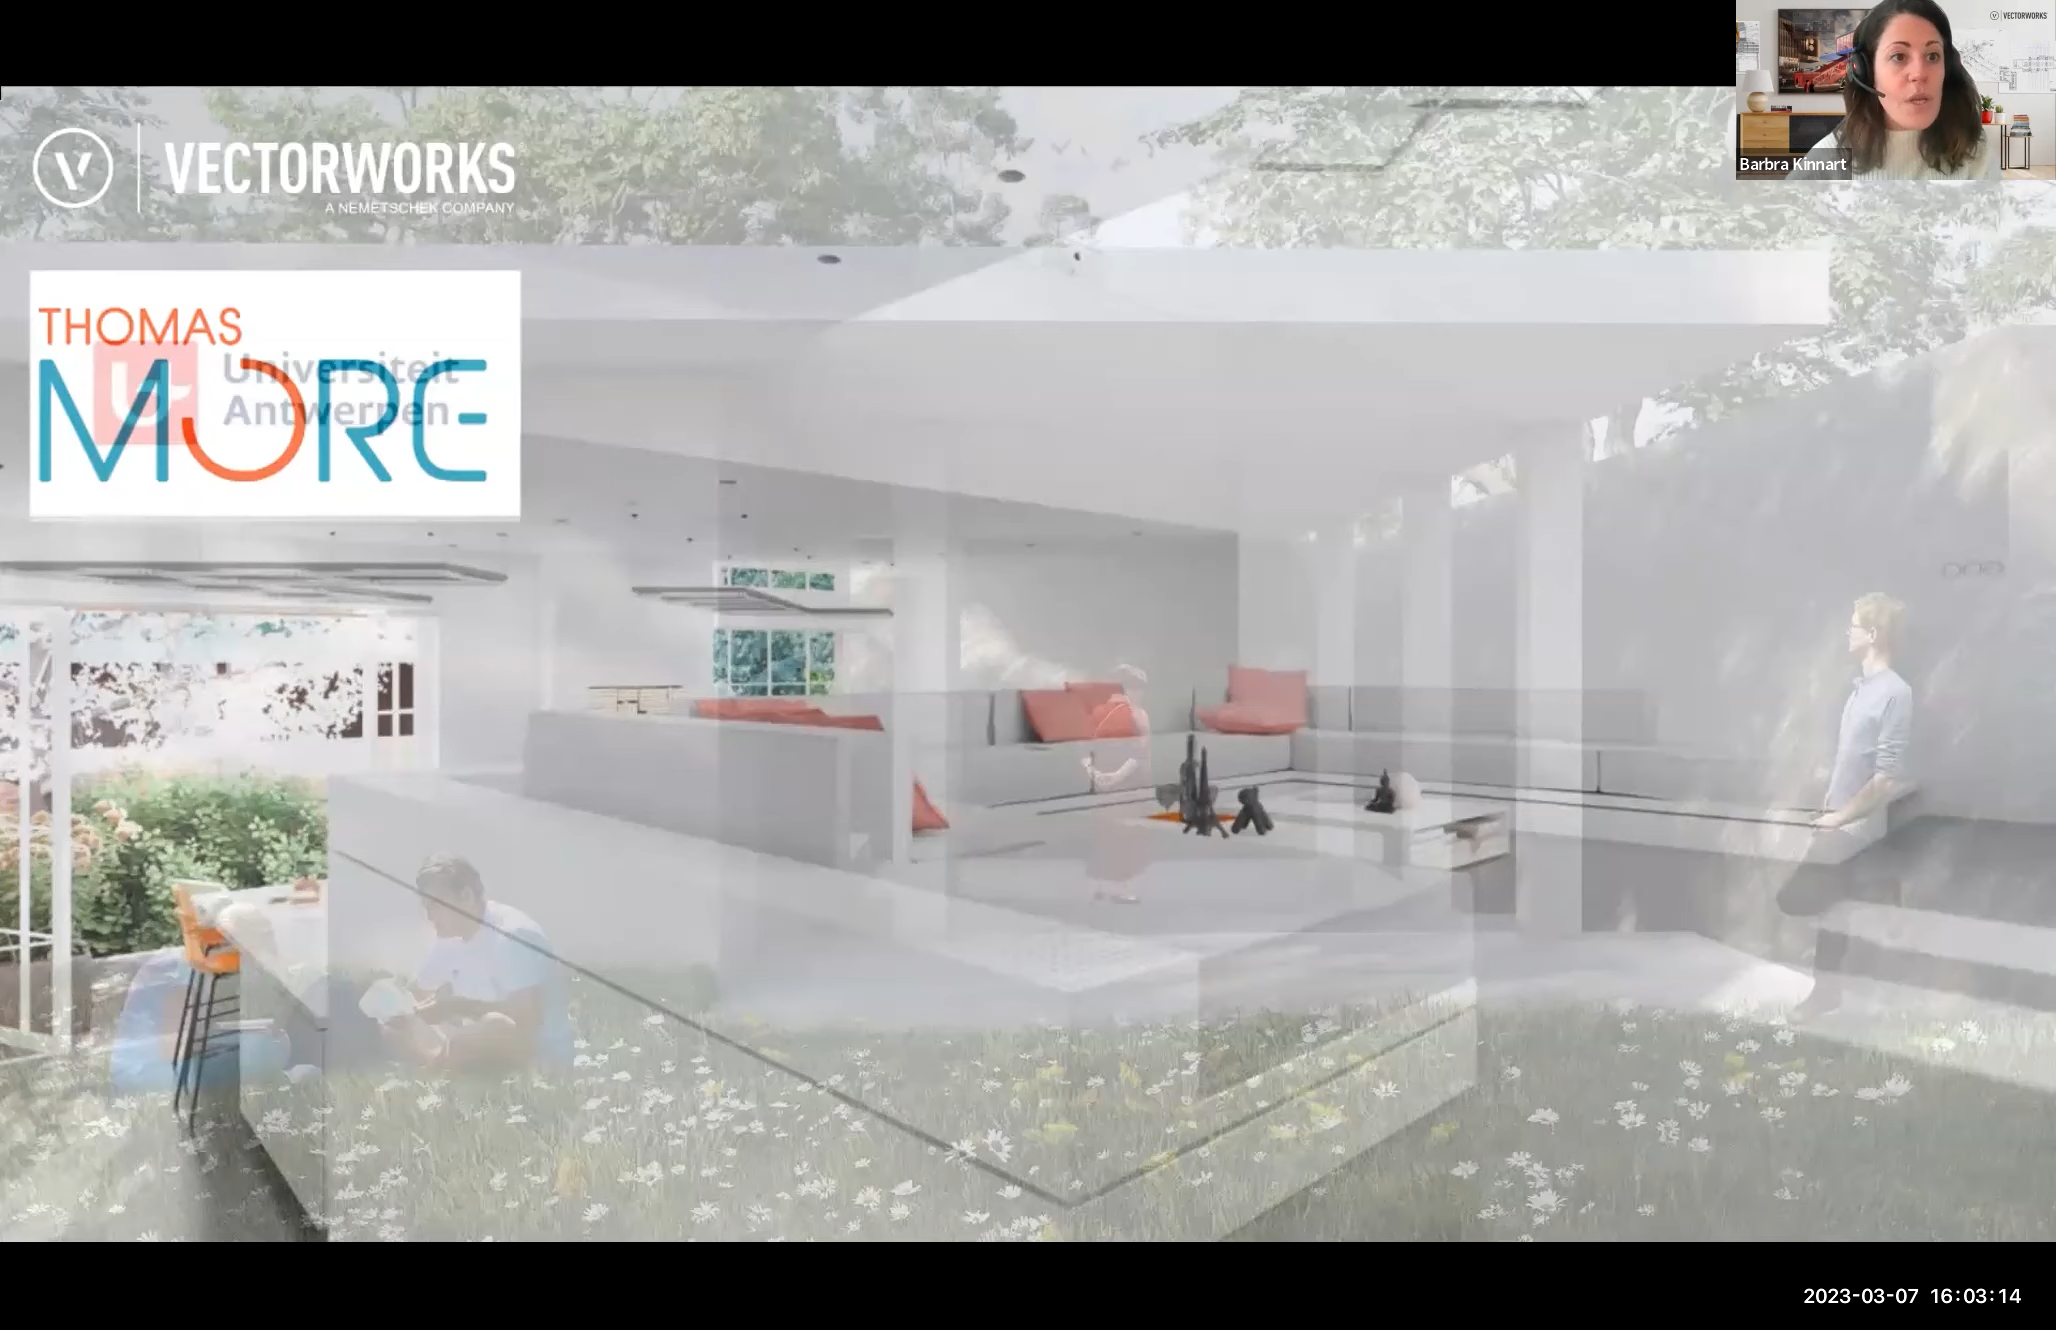 VECTORWORKS
A NEMETSCHEK COMPANY
VECTORWORKS
Barbra Kinnart
THOMAS
MORE
Universiteit
Antwerpen
2023-03-07 16:03:14